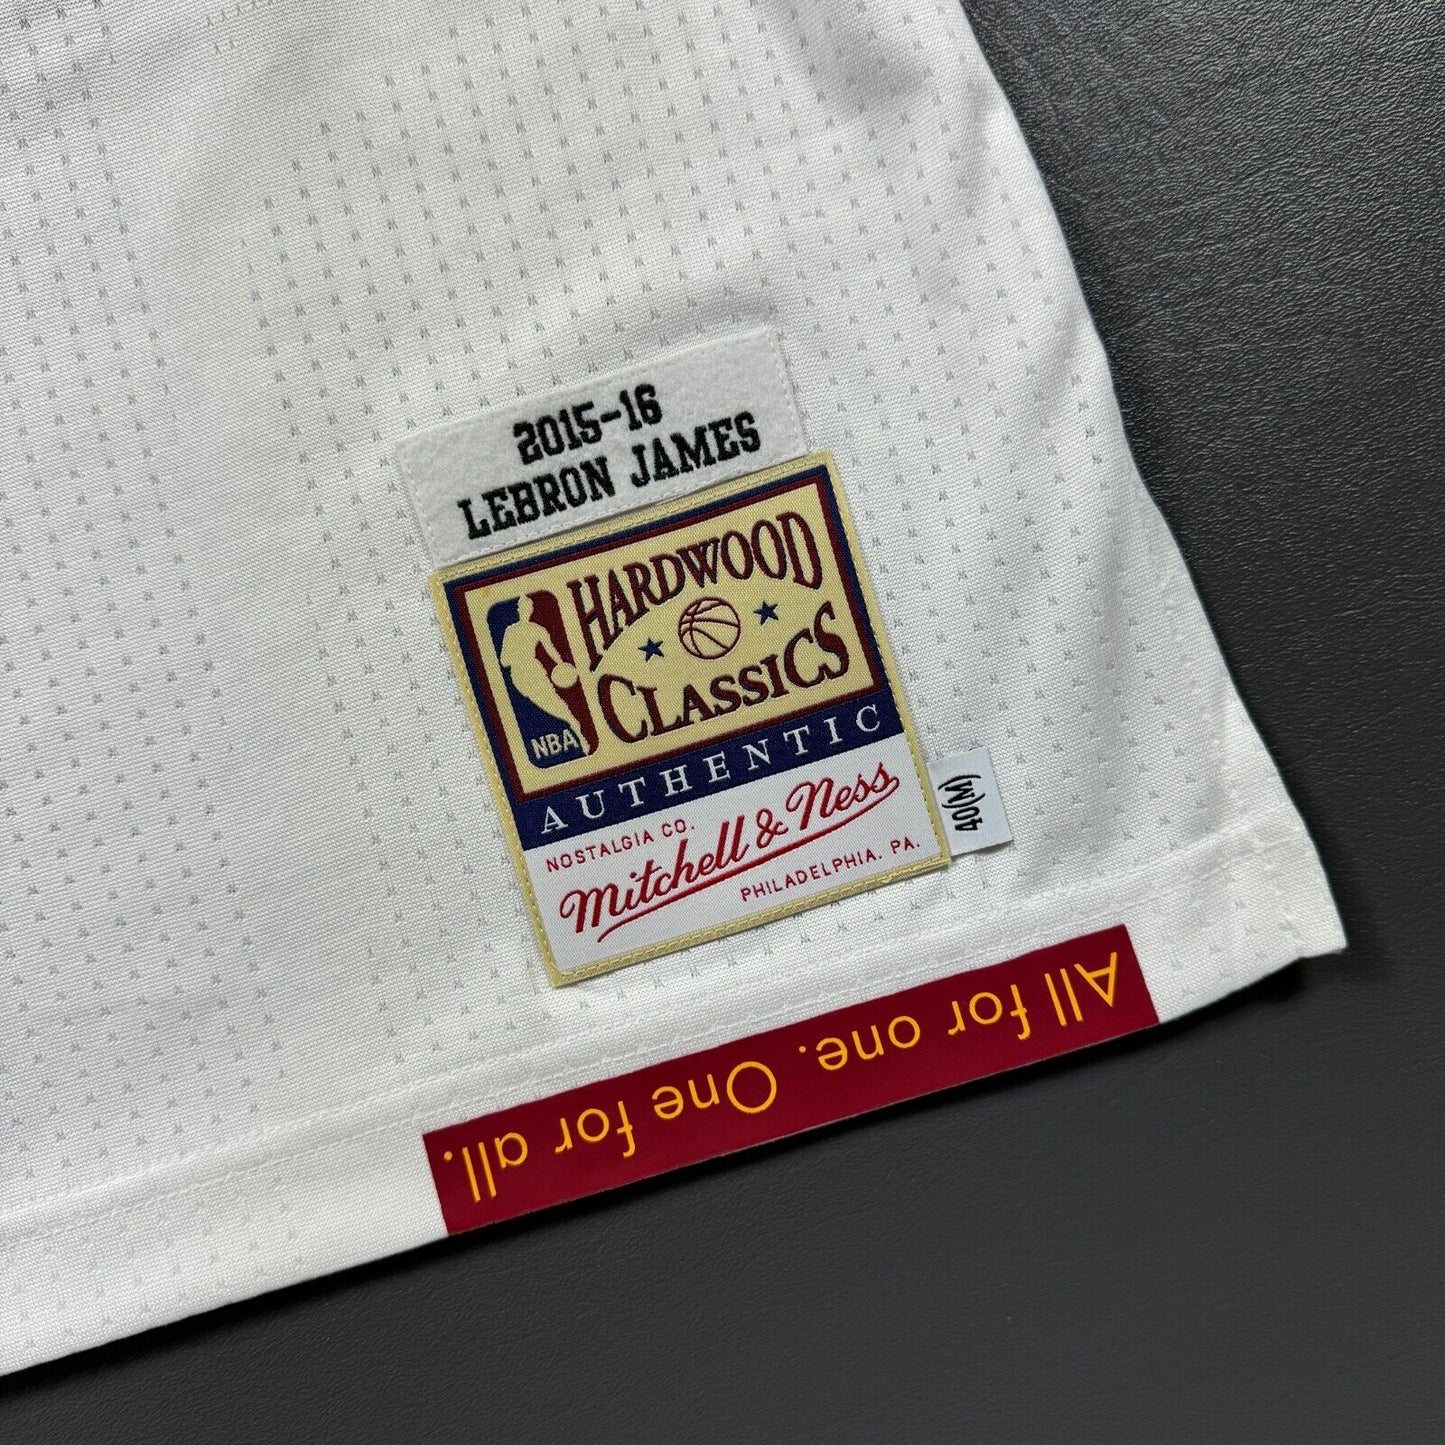 2015-16
LEBRON JAMES
HARDWOOD
CLASSICS
NBA
AUTHENTIC
NOSTALGIA CO.
Mitchell & Ness
PHILADELPHIA, PA.
40(M)
All for one. One for all.